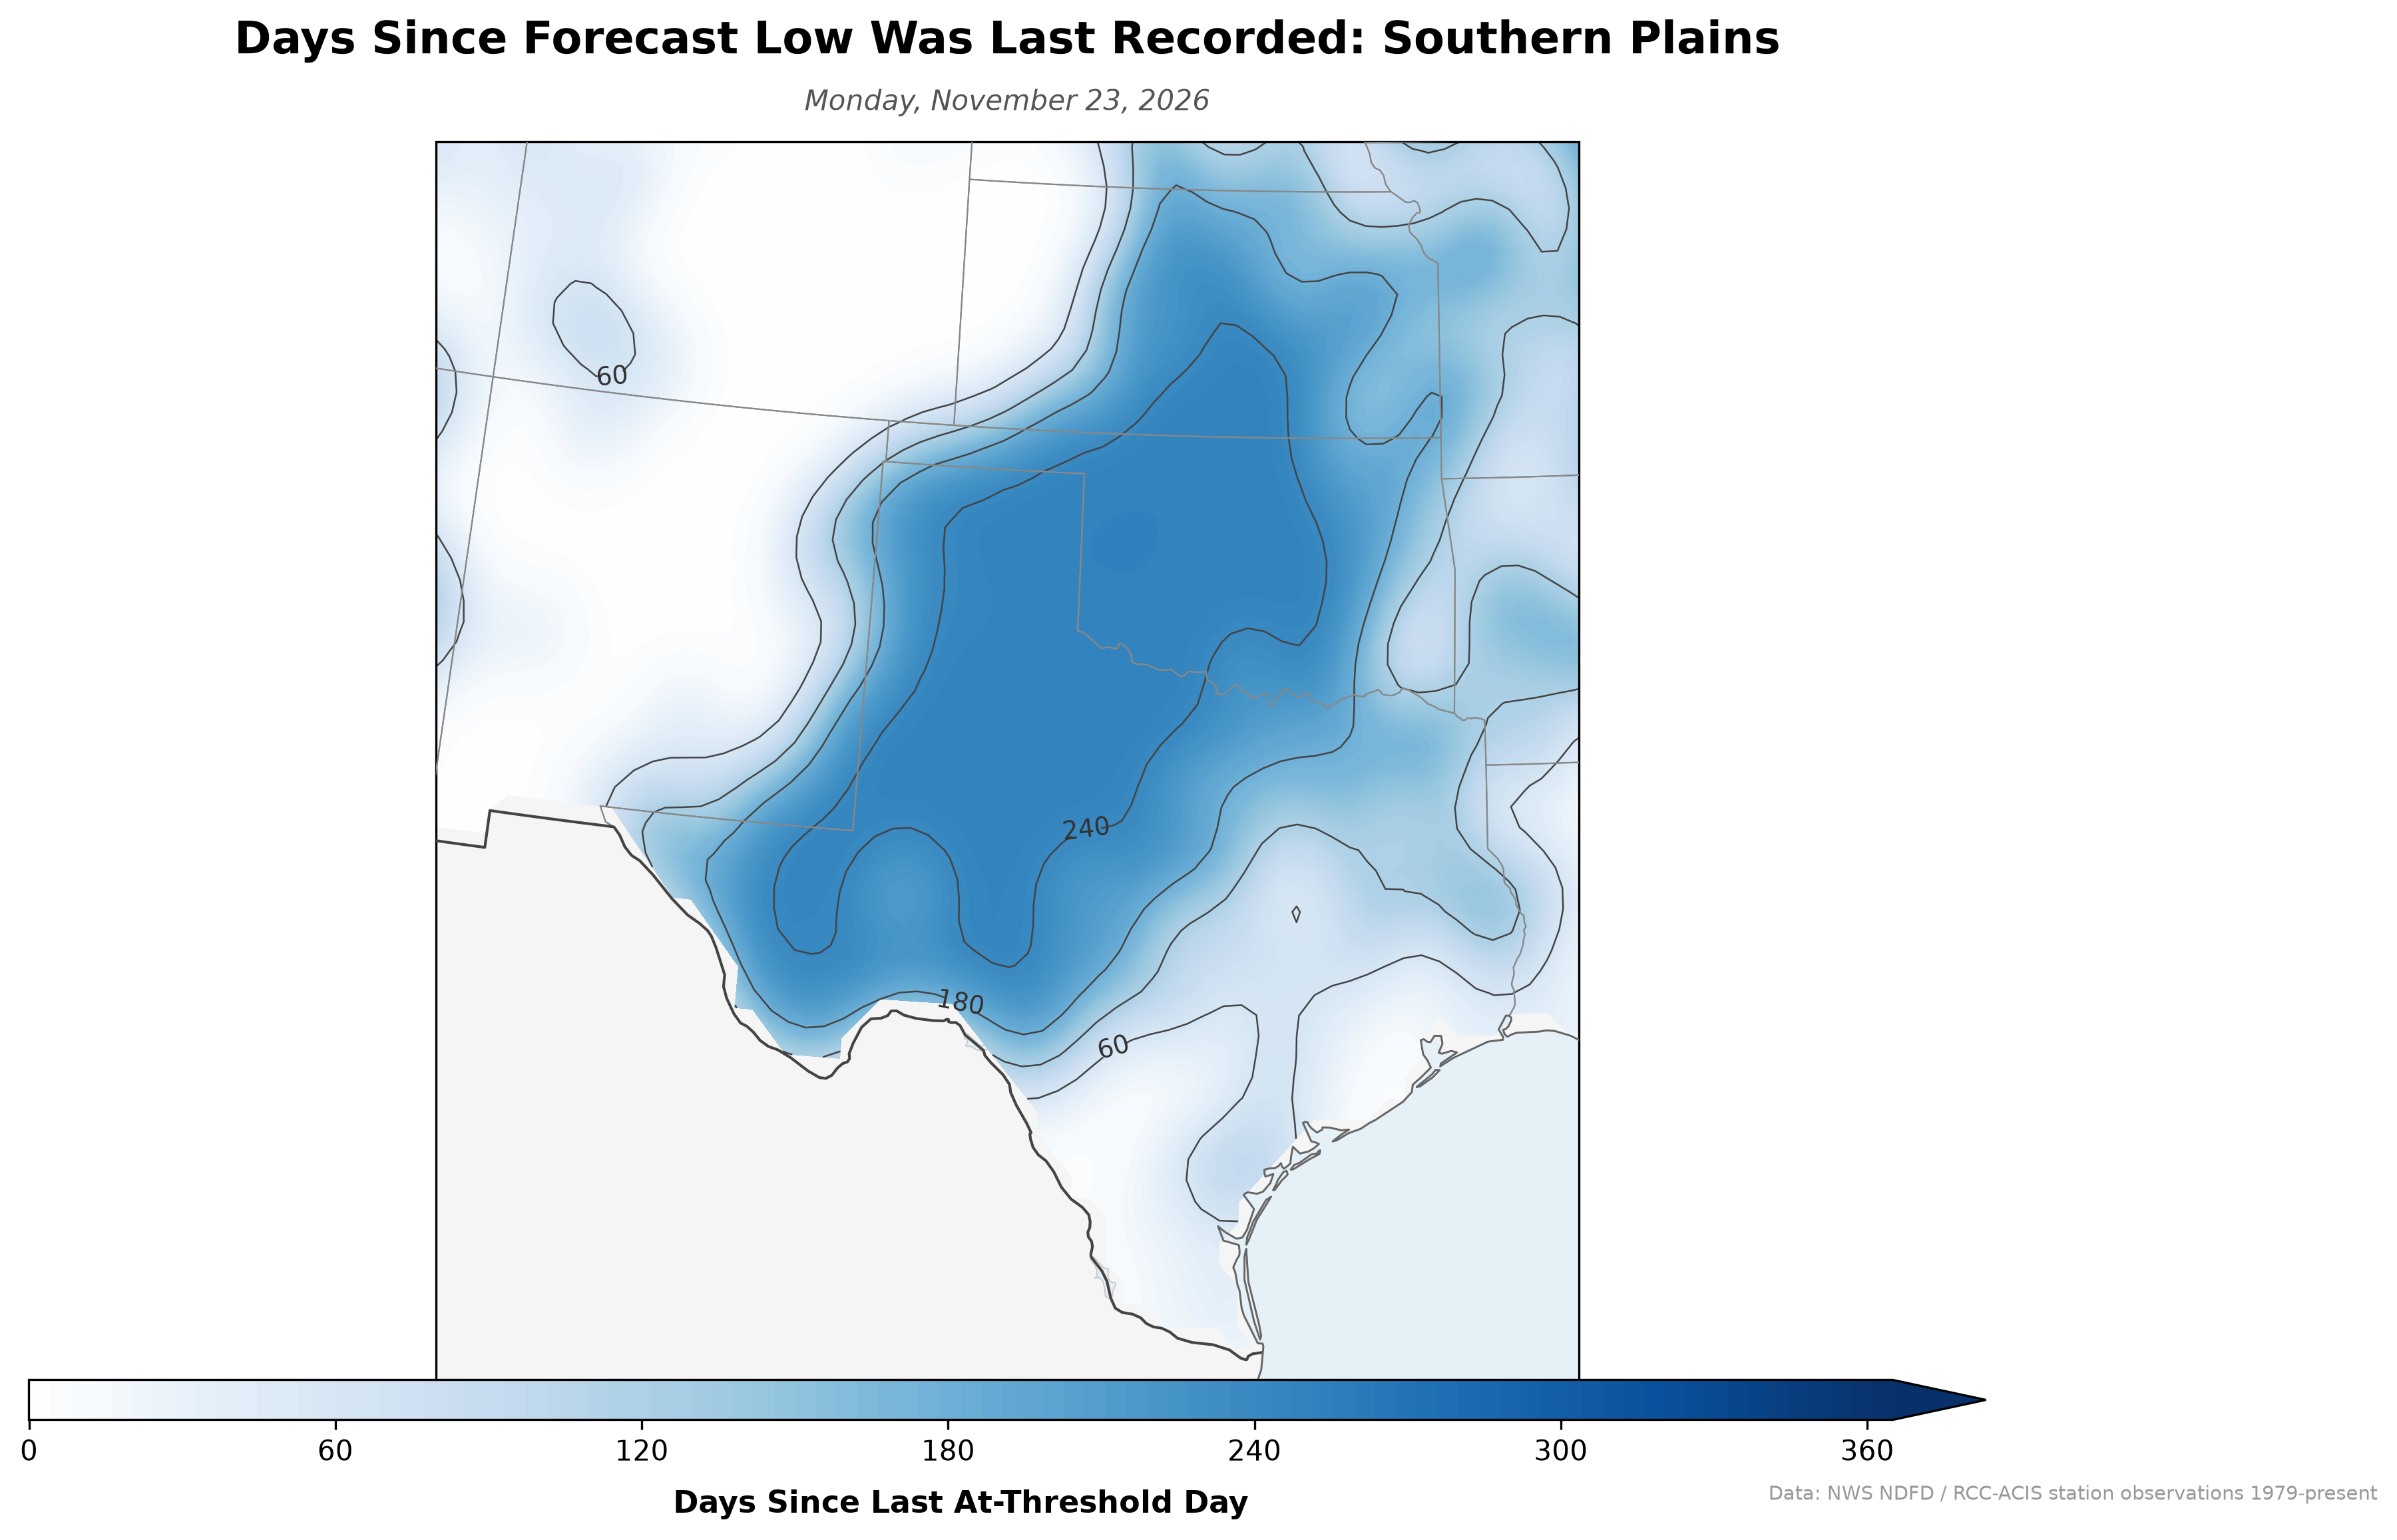 Days Since Forecast Low Was Last Recorded: Southern Plains
Monday, November 23, 2026
60
240
180
60
0 60 120 180 240 300 360
Days Since Last At-Threshold Day
Data: NWS NDFD / RCC-ACIS station observations 1979-present